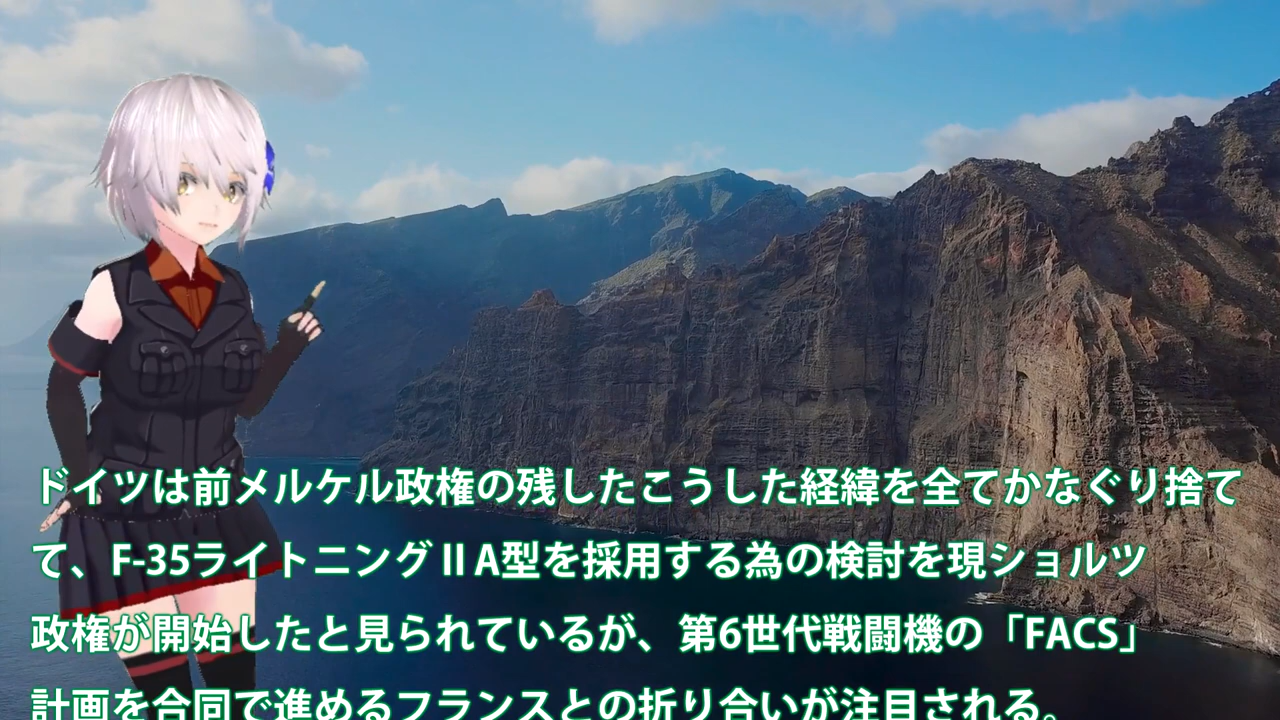 ドイツは前メルケル政権の残したこうした経緯を全てかなぐり捨て
て、F-35ライトニングⅡA型を採用する為の検討を現ショルツ
政権が開始したと見られているが、第6世代戦闘機の「FACS」
計画を合同で進めるフランスとの折り合いが注目される。